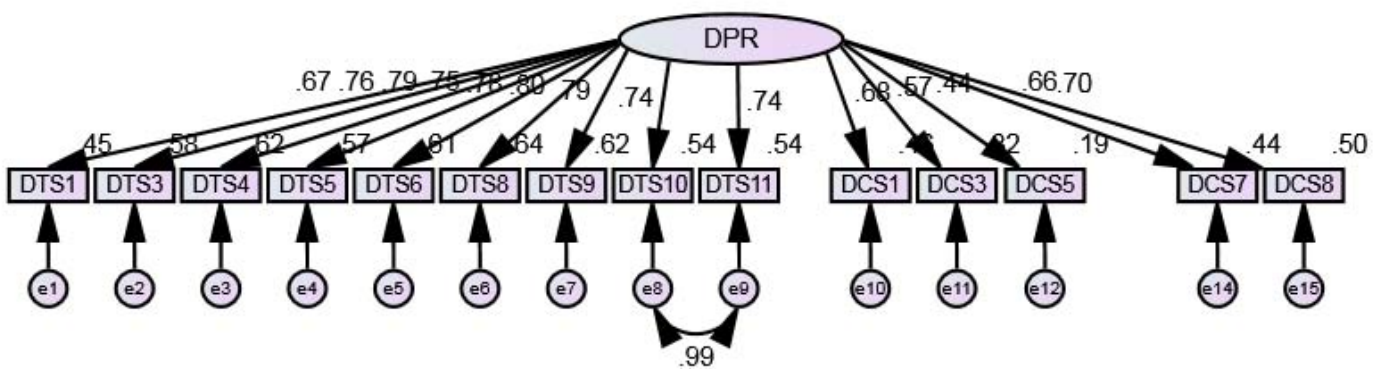 DPR
.67 .76 .79 .75 .78 .80 .79 .74 .74 .68 .57 .44 .66 .70
.45 .58 .62 .57 .61 .64 .62 .54 .54 .19 .44 .50
DTS1 DTS3 DTS4 DTS5 DTS6 DTS8 DTS9 DTS10 DTS11 DCS1 DCS3 DCS5 DCS7 DCS8
e1 e2 e3 e4 e5 e6 e7 e8 e9 e10 e11 e12 e14 e15
.99